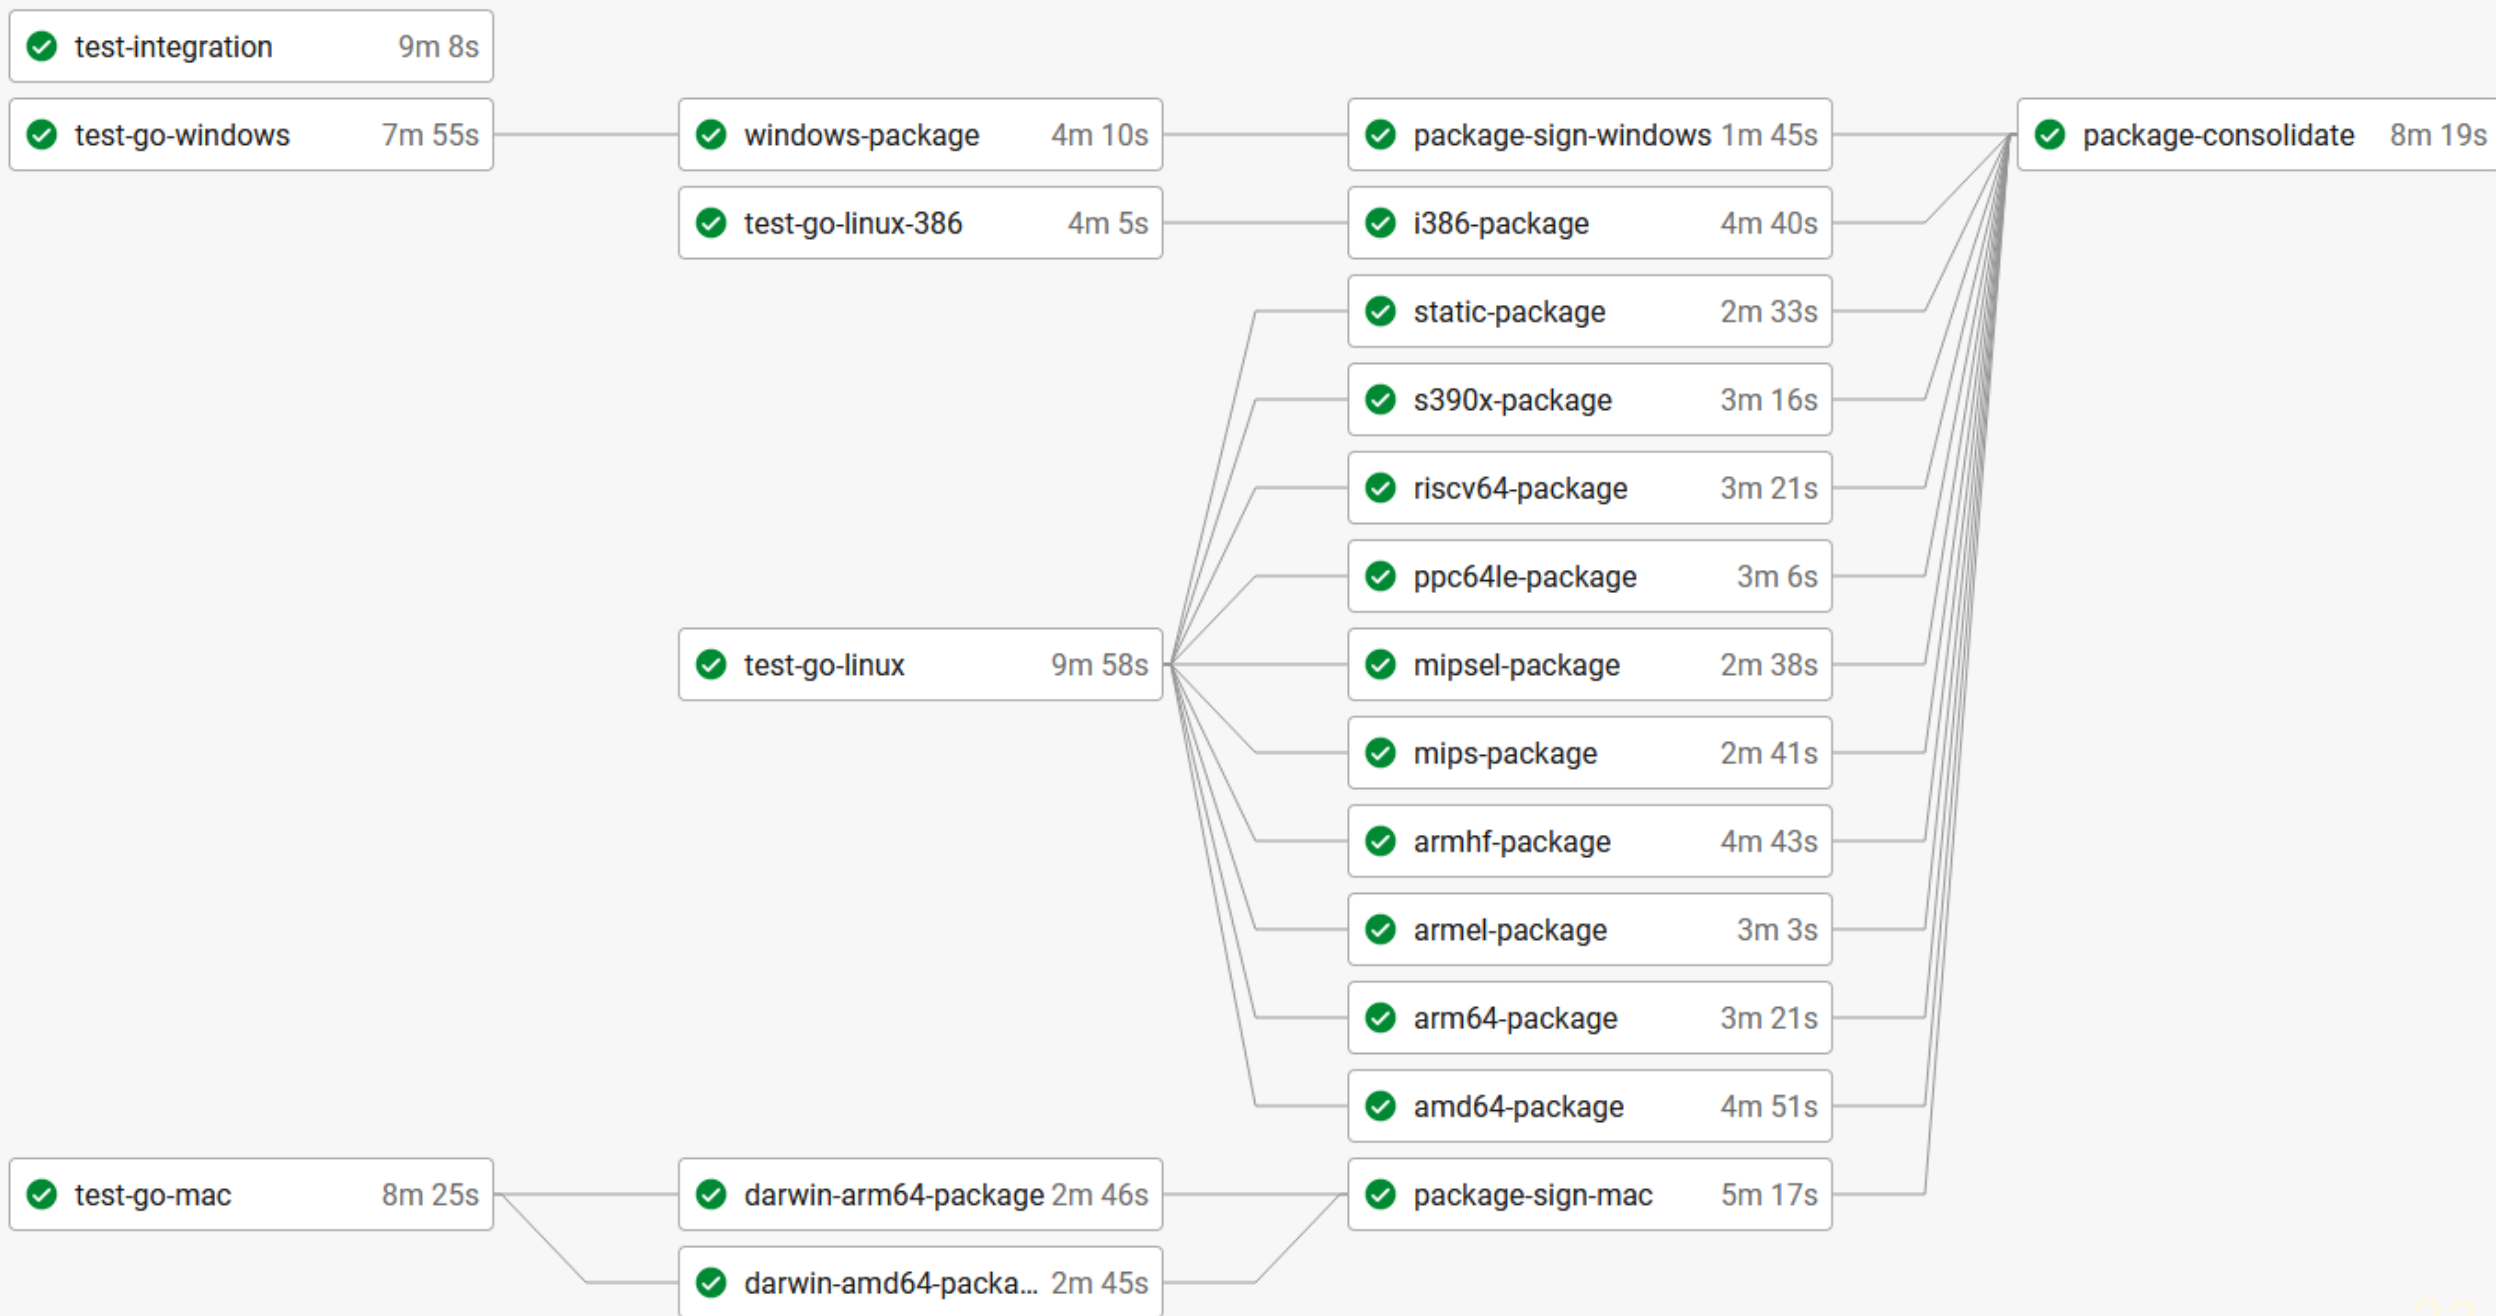 test-integration 9m 8s
test-go-windows 7m 55s
windows-package 4m 10s
package-sign-windows 1m 45s
package-consolidate 8m 19s
test-go-linux-386 4m 5s
i386-package 4m 40s
static-package 2m 33s
s390x-package 3m 16s
riscv64-package 3m 21s
ppc64le-package 3m 6s
test-go-linux 9m 58s
mipsel-package 2m 38s
mips-package 2m 41s
armhf-package 4m 43s
armel-package 3m 3s
arm64-package 3m 21s
amd64-package 4m 51s
test-go-mac 8m 25s
darwin-arm64-package 2m 46s
package-sign-mac 5m 17s
darwin-amd64-packa... 2m 45s